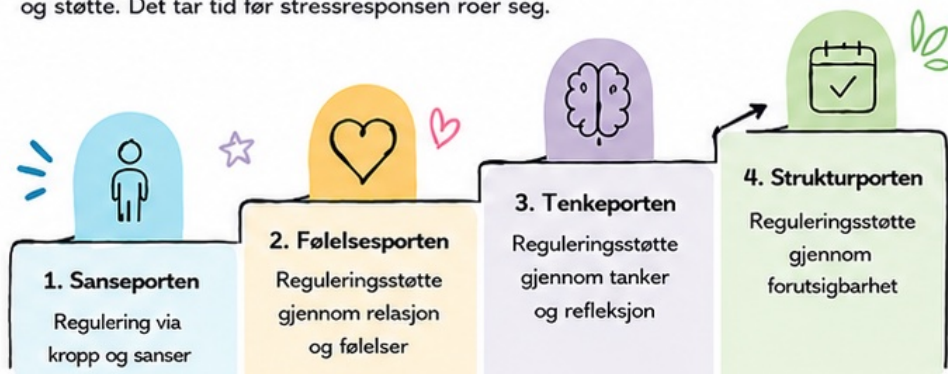 og støtte. Det tar tid før stressresponsen roer seg.
1. Sanseporten
Regulering via
kropp og sanser
2. Følelsesporten
Reguleringsstøtte
gjennom relasjon
og følelser
3. Tenkeporten
Reguleringsstøtte
gjennom tanker
og refleksjon
4. Strukturporten
Reguleringsstøtte
gjennom
forutsigbarhet